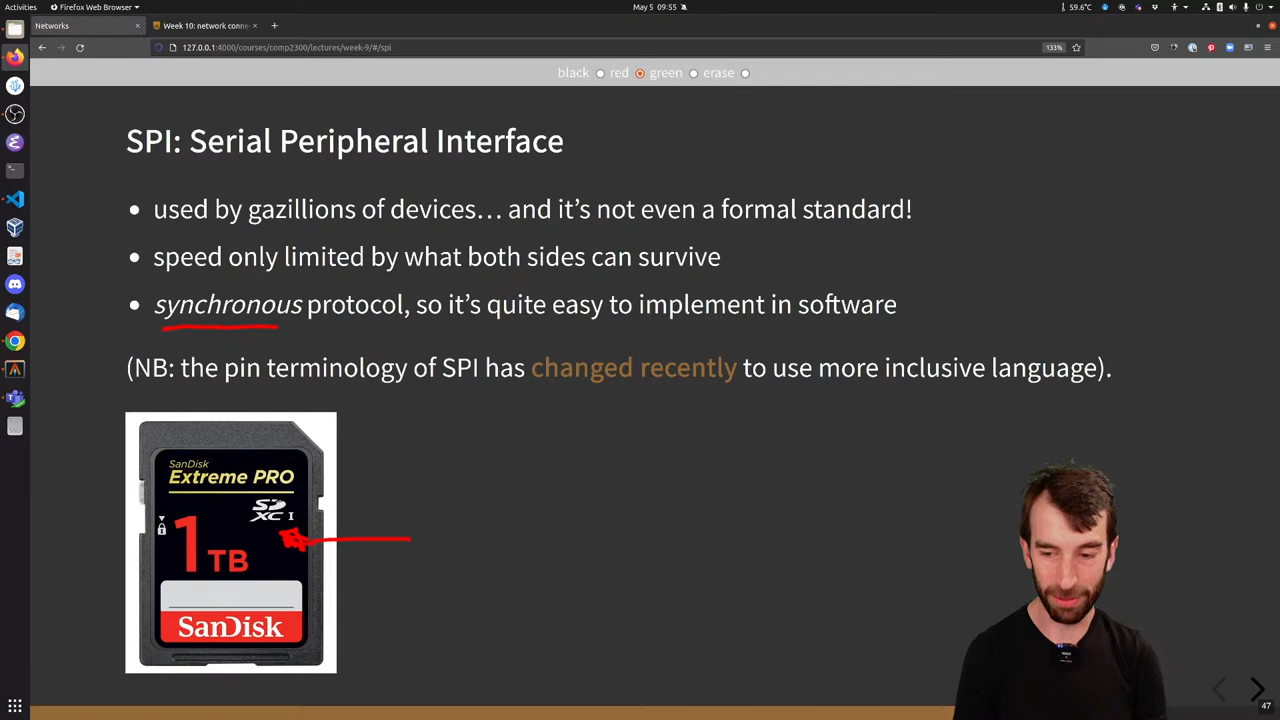 Activities Firefox Web Browser May 5 09:55 59.6°C
Networks × Week 10: network conne × +
127.0.0.1:4000/courses/comp2300/lectures/week-9/#/spi 133%
black red green erase
SPI: Serial Peripheral Interface
• used by gazillions of devices… and it’s not even a formal standard!
• speed only limited by what both sides can survive
• synchronous protocol, so it’s quite easy to implement in software
(NB: the pin terminology of SPI has changed recently to use more inclusive language).
SanDisk
Extreme PRO
SD
XC I
1 TB
SanDisk
47